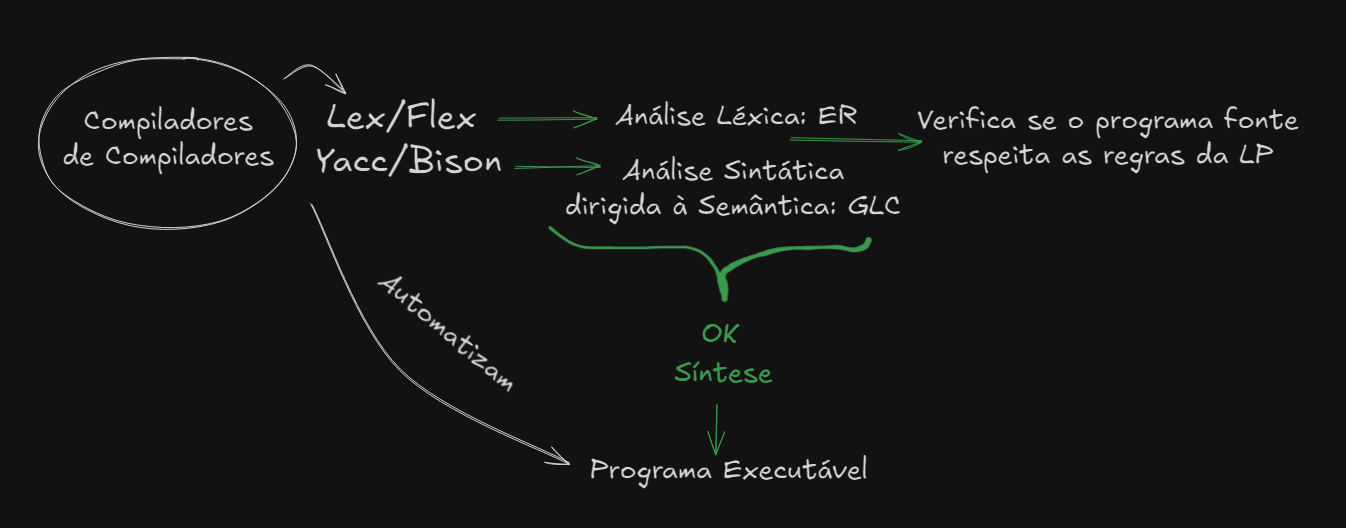 Compiladores
de Compiladores
Lex/Flex
Yacc/Bison
Análise Léxica: ER
Análise Sintática
dirigida à Semântica: GLC
Verifica se o programa fonte
respeita as regras da LP
Automatizam
OK
Síntese
Programa Executável